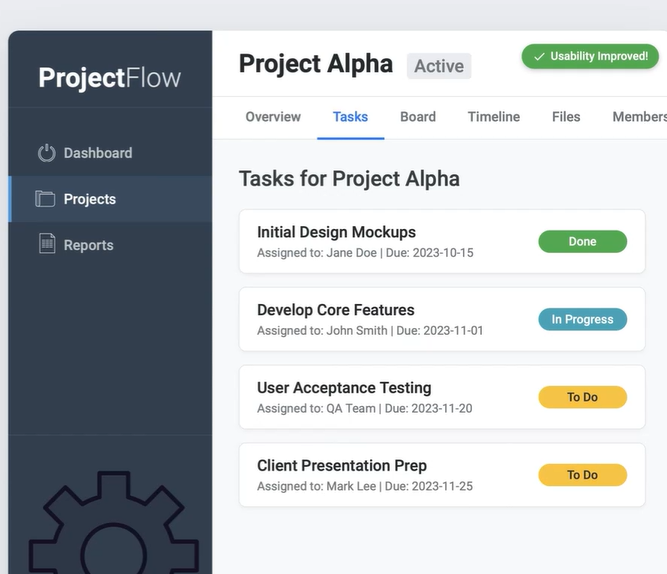 ProjectFlow
Dashboard
Projects
Reports
Project Alpha Active
Usability Improved!
Overview Tasks Board Timeline Files Members
Tasks for Project Alpha
Initial Design Mockups
Assigned to: Jane Doe | Due: 2023-10-15
Done
Develop Core Features
Assigned to: John Smith | Due: 2023-11-01
In Progress
User Acceptance Testing
Assigned to: QA Team | Due: 2023-11-20
To Do
Client Presentation Prep
Assigned to: Mark Lee | Due: 2023-11-25
To Do